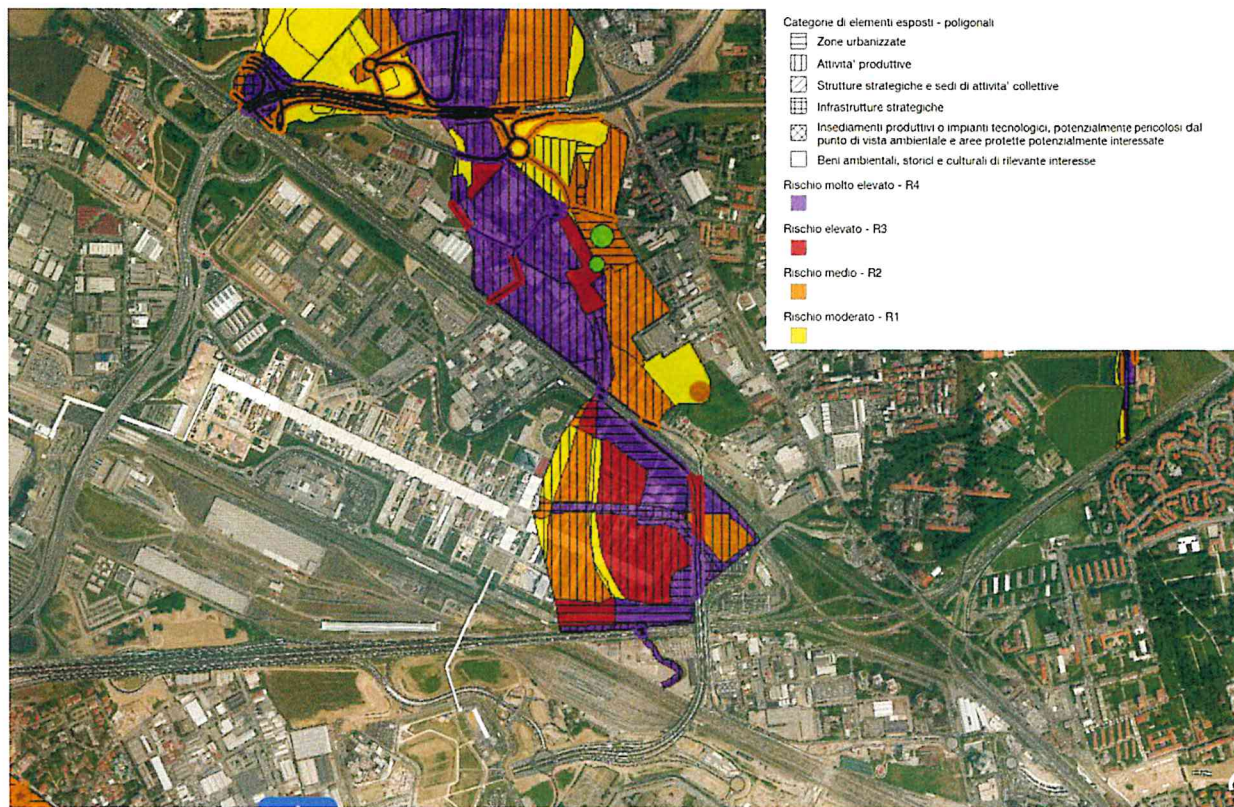 Categorie di elementi esposti - poligonali
Zone urbanizzate
Attivita' produttive
Strutture strategiche e sedi di attivita' collettive
Infrastrutture strategiche
Insediamenti produttivi o impianti tecnologici, potenzialmente pericolosi dal
punto di vista ambientale e aree protette potenzialmente interessate
Beni ambientali, storici e culturali di rilevante interesse
Rischio molto elevato - R4
Rischio elevato - R3
Rischio medio - R2
Rischio moderato - R1